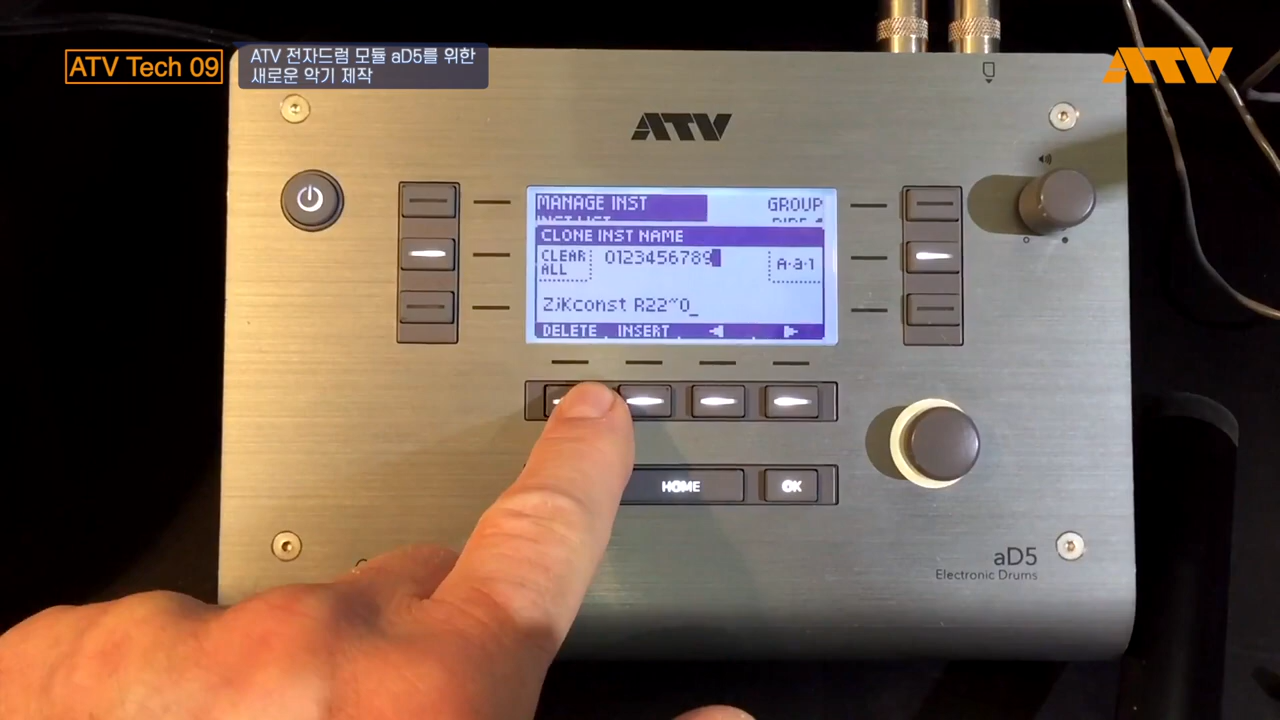 ATV Tech 09
ATV 전자드럼 모듈 aD5를 위한
새로운 악기 제작
ATV
ATV
MANAGE INST
GROUP
INST LIST
CLONE INST NAME
CLEAR ALL
0123456789
A·a·1
ZJKconst R22~0_
DELETE
INSERT
HOME
OK
aD5
Electronic Drums